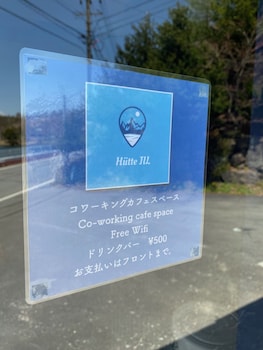 Hütte JIL
コワーキングカフェスペース
Co-working cafe space
Free Wifi
ドリンクバー ¥500
お支払いはフロントまで.